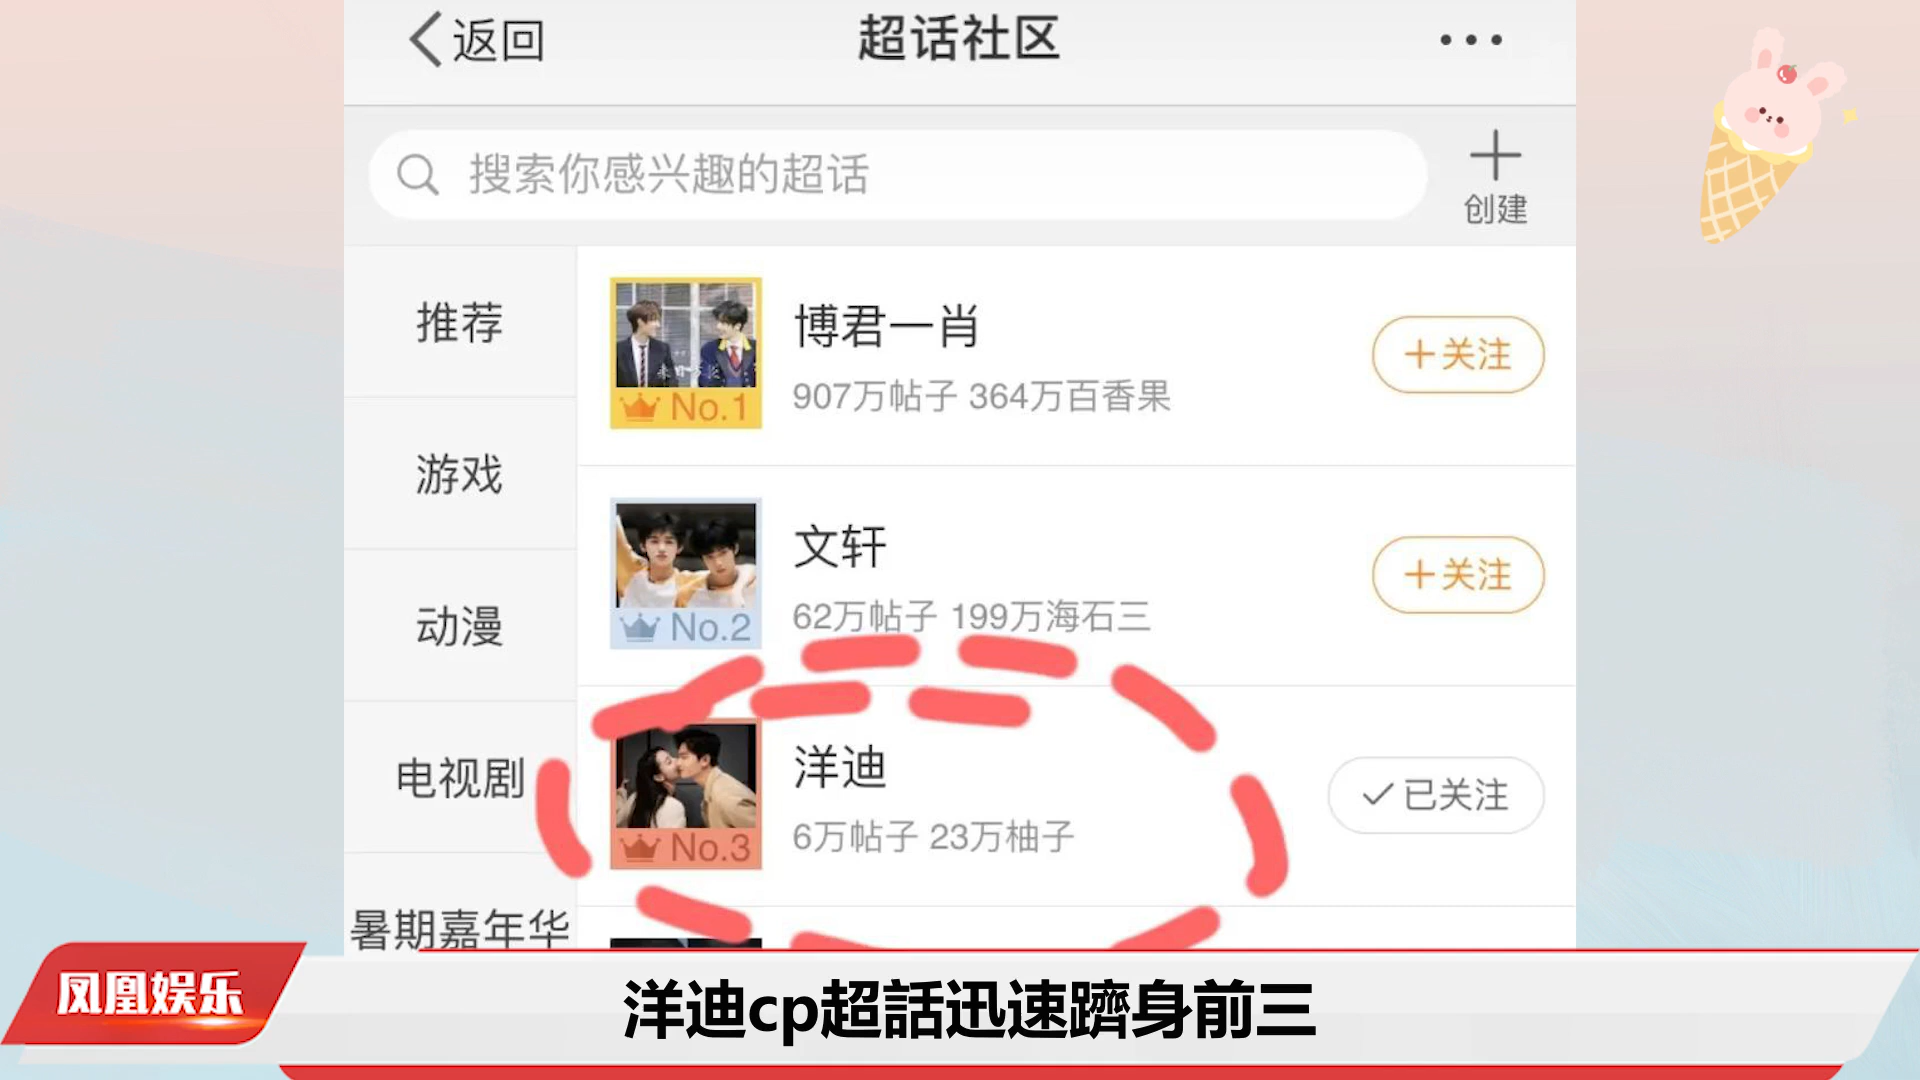 返回
超话社区
搜索你感兴趣的超话
创建
推荐
游戏
动漫
电视剧
暑期嘉年华
No.1
博君一肖
907万帖子 364万百香果
+关注
No.2
文轩
62万帖子 199万海石三
+关注
No.3
洋迪
6万帖子 23万柚子
已关注
凤凰娱乐
洋迪cp超話迅速躋身前三